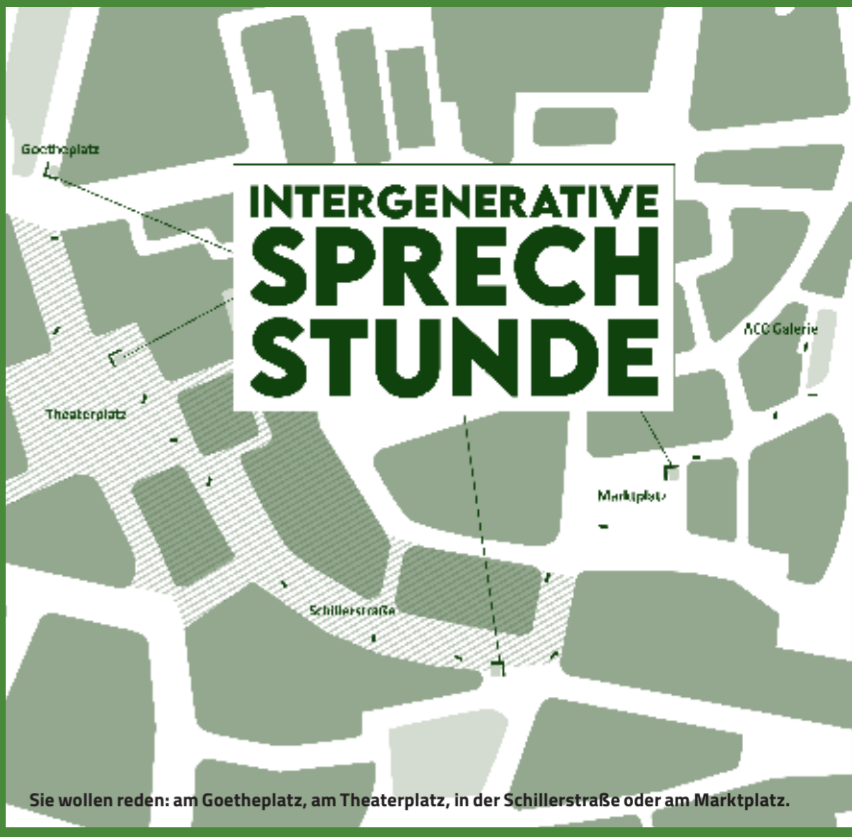 Goetheplatz
INTERGENERATIVE
SPRECH
STUNDE
ACC Galerie
Theaterplatz
Marktplatz
Schillerstraße
Sie wollen reden: am Goetheplatz, am Theaterplatz, in der Schillerstraße oder am Marktplatz.